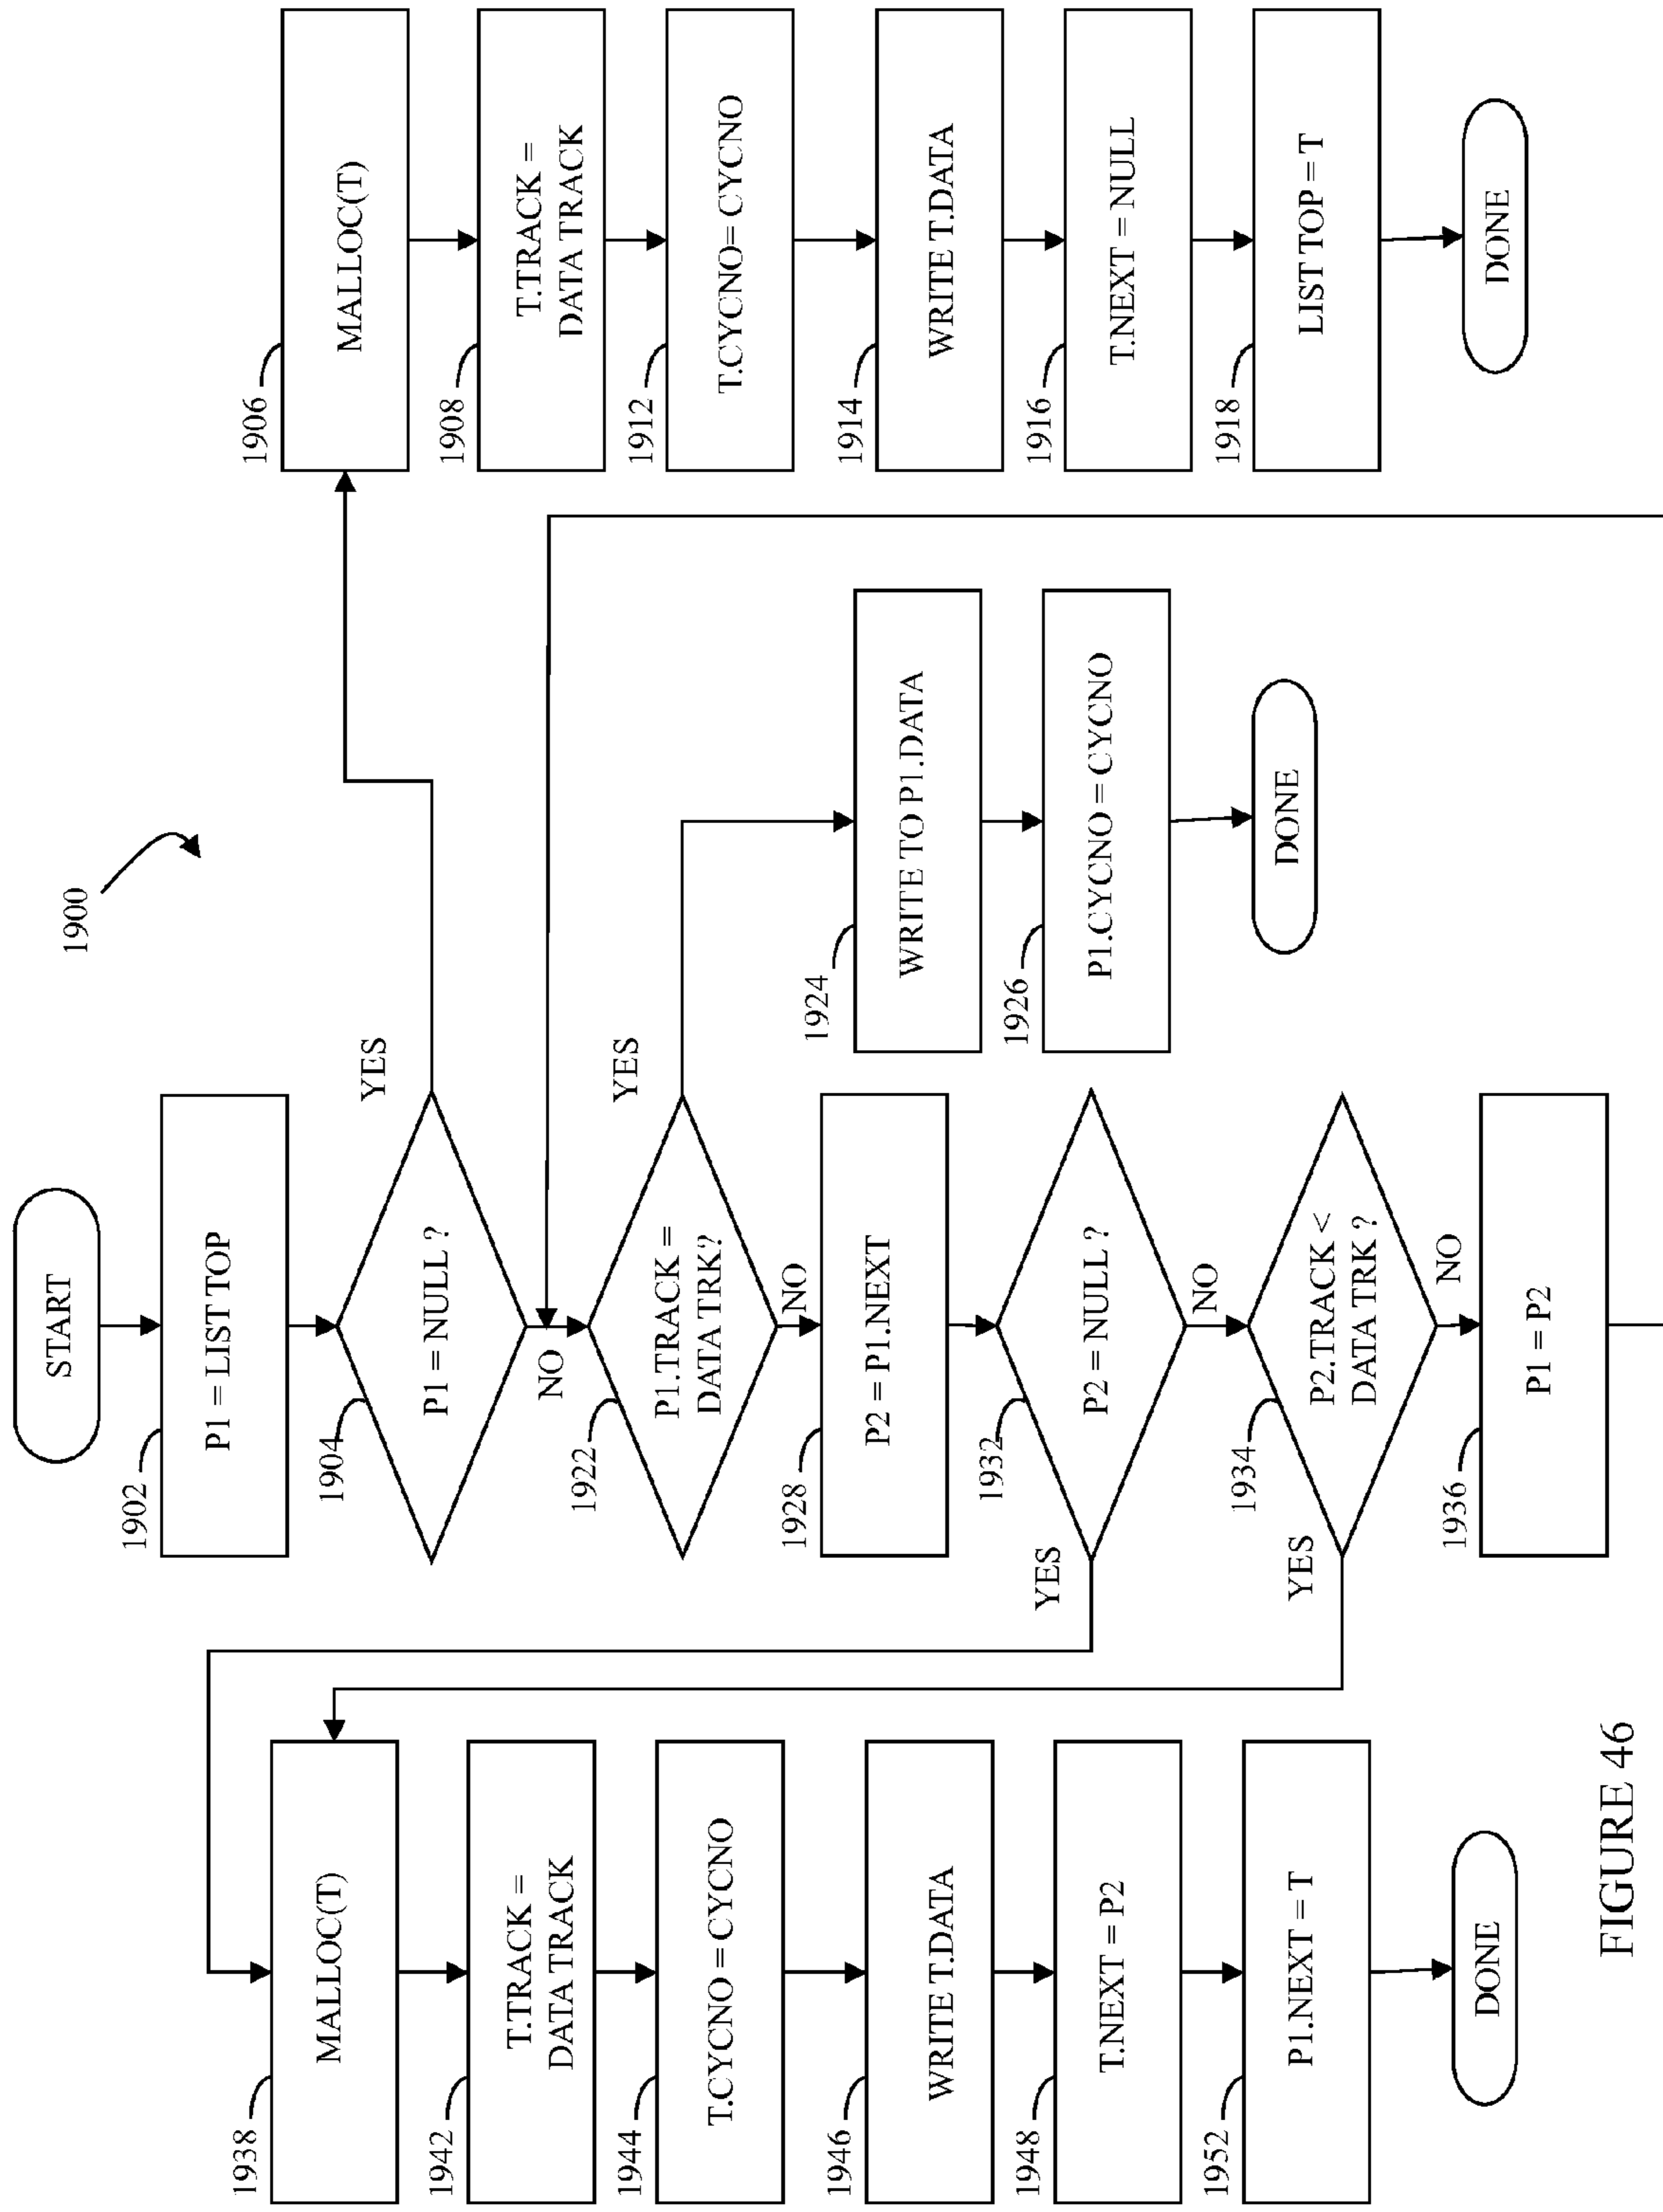 1900
START
1902
P1 = LIST TOP
1904
P1 = NULL ?
YES
NO
1906
MALLOC(T)
1908
T.TRACK =
DATA TRACK
1912
T.CYCNO= CYCNO
1914
WRITE T.DATA
1916
T.NEXT = NULL
1918
LIST TOP = T
DONE
1922
P1.TRACK =
DATA TRK?
YES
NO
1924
WRITE TO P1.DATA
1926
P1.CYCNO = CYCNO
DONE
1928
P2 = P1.NEXT
1932
P2 = NULL ?
YES
NO
1934
P2.TRACK <
DATA TRK ?
YES
NO
1936
P1 = P2
1938
MALLOC(T)
1942
T.TRACK =
DATA TRACK
1944
T.CYCNO = CYCNO
1946
WRITE T.DATA
1948
T.NEXT = P2
1952
P1.NEXT = T
DONE
FIGURE 46